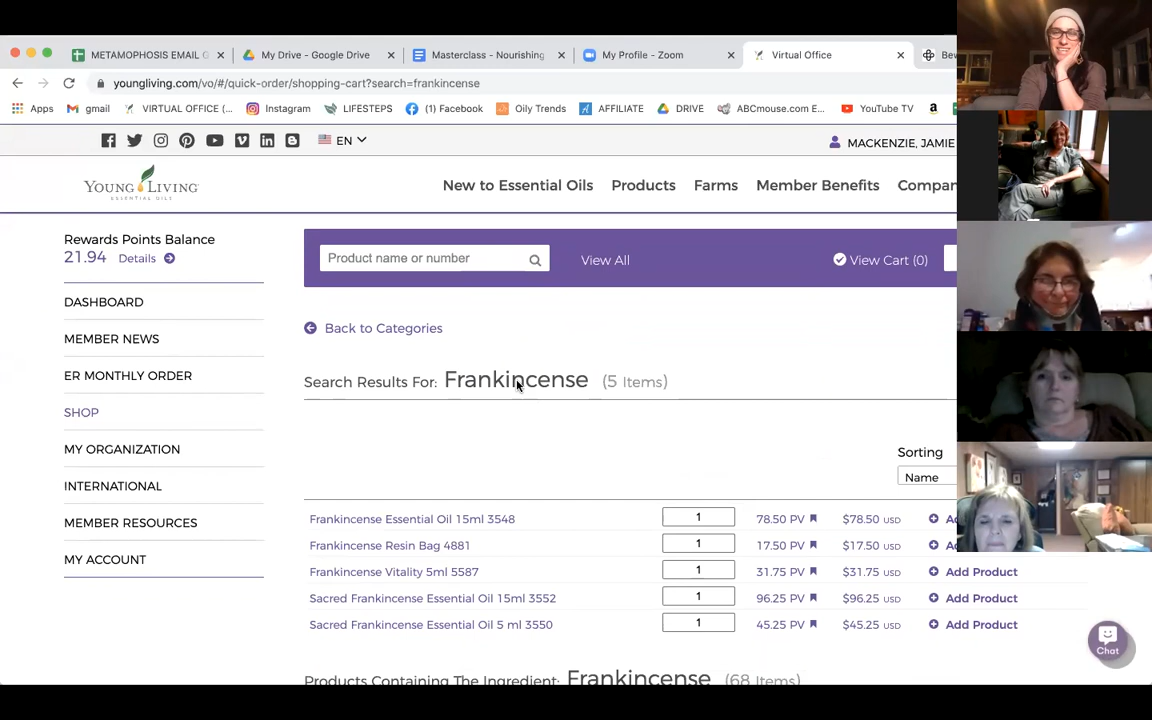 METAMOPHOSIS EMAIL G
My Drive - Google Drive
Masterclass - Nourishing
My Profile - Zoom
Virtual Office
Bew
youngliving.com/vo/#/quick-order/shopping-cart?search=frankincense
Apps
gmail
VIRTUAL OFFICE (...
Instagram
LIFESTEPS
(1) Facebook
Oily Trends
AFFILIATE
DRIVE
ABCmouse.com E...
YouTube TV
EN
MACKENZIE, JAMIE
YOUNG LIVING
ESSENTIAL OILS
New to Essential Oils
Products
Farms
Member Benefits
Compan
Rewards Points Balance
21.94 Details
DASHBOARD
MEMBER NEWS
ER MONTHLY ORDER
SHOP
MY ORGANIZATION
INTERNATIONAL
MEMBER RESOURCES
MY ACCOUNT
Product name or number
View All
View Cart (0)
Back to Categories
Search Results For: Frankincense (5 Items)
Sorting
Name
Frankincense Essential Oil 15ml 3548 1 78.50 PV $78.50 USD A
Frankincense Resin Bag 4881 1 17.50 PV $17.50 USD A
Frankincense Vitality 5ml 5587 1 31.75 PV $31.75 USD Add Product
Sacred Frankincense Essential Oil 15ml 3552 1 96.25 PV $96.25 USD Add Product
Sacred Frankincense Essential Oil 5 ml 3550 1 45.25 PV $45.25 USD Add Product
Products Containing The Ingredient: Frankincense (68 Items)
Chat